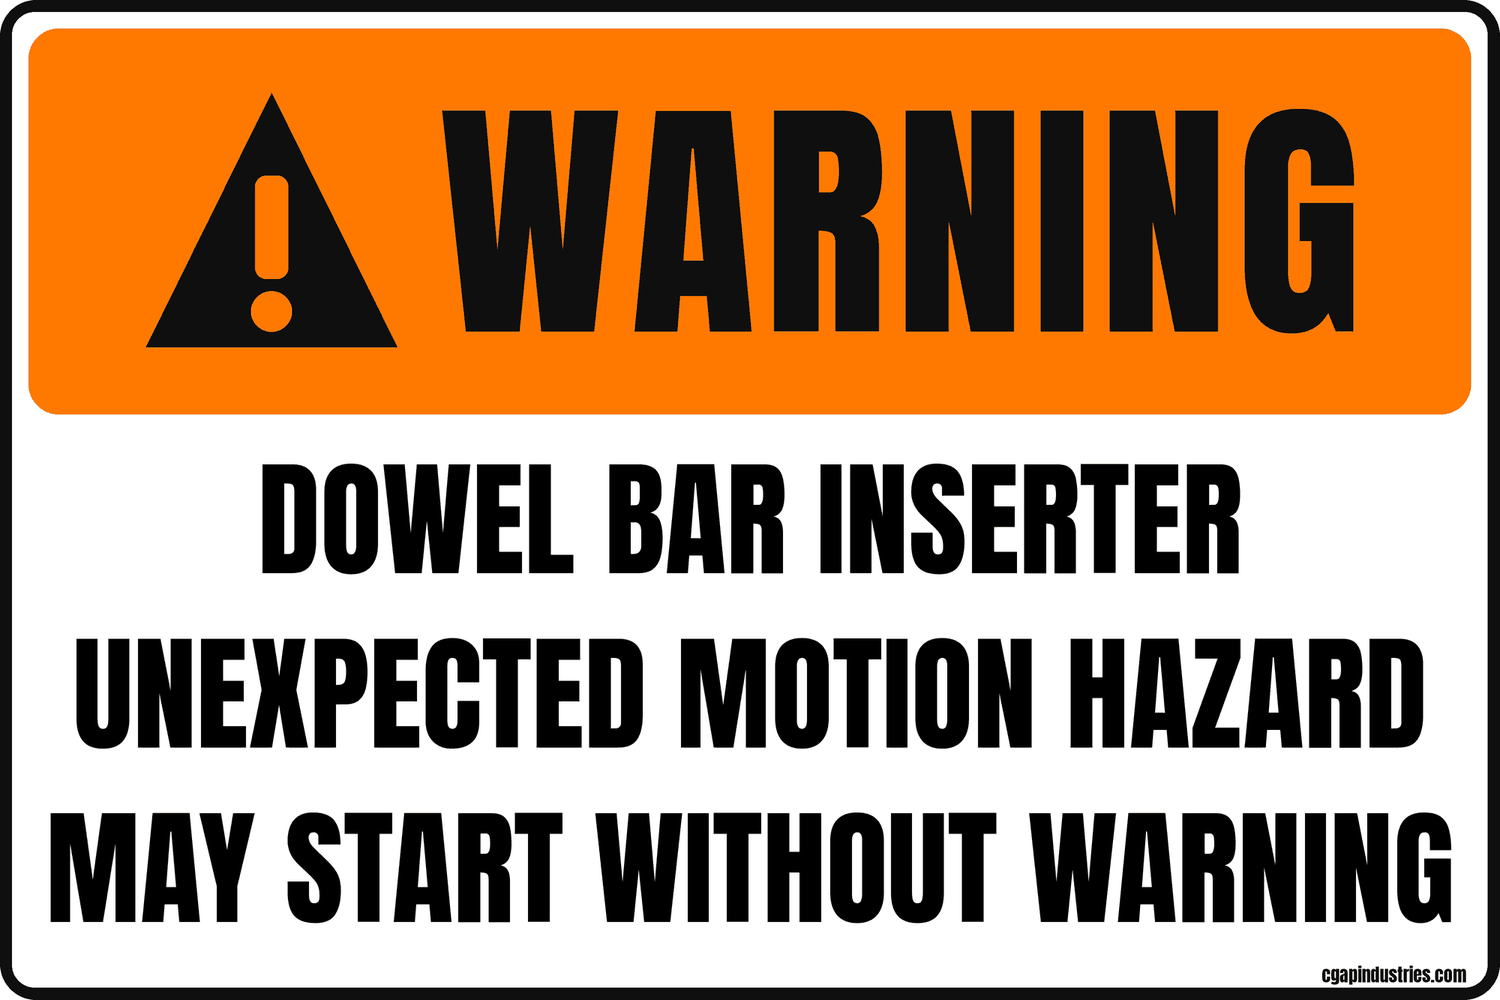 WARNING
DOWEL BAR INSERTER
UNEXPECTED MOTION HAZARD
MAY START WITHOUT WARNING
cgapindustries.com